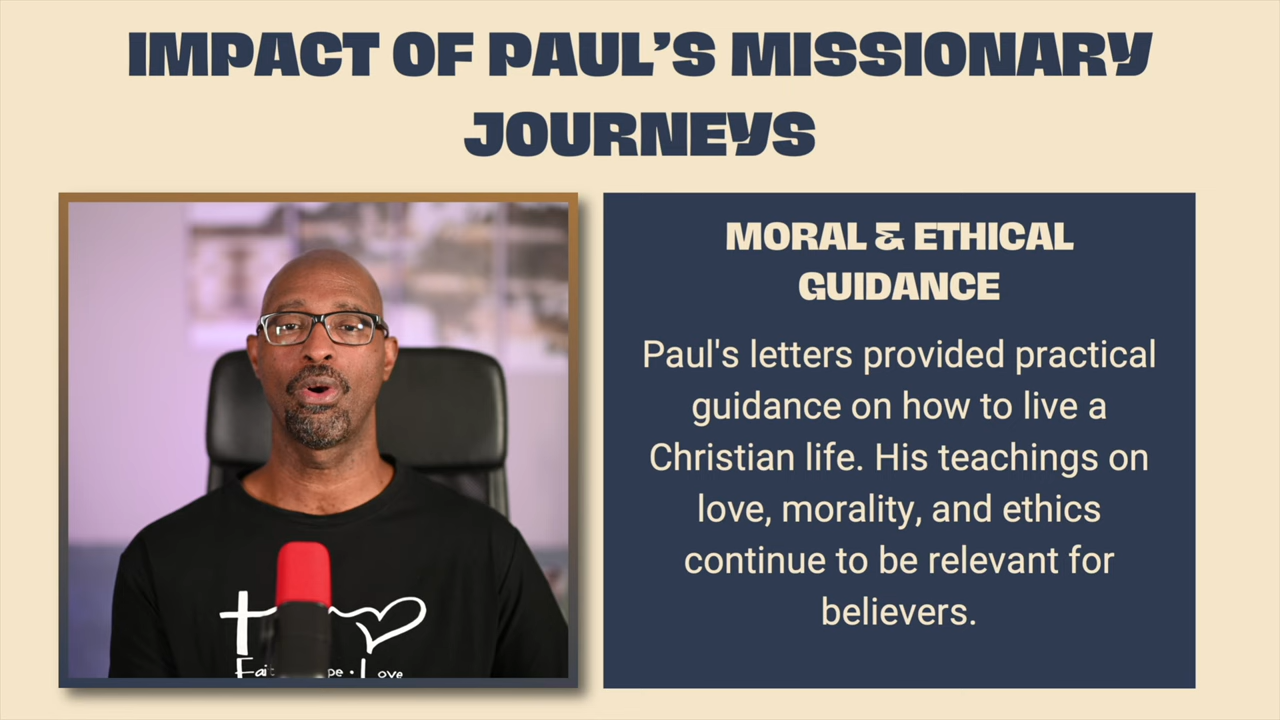 IMPACT OF PAUL'S MISSIONARY
JOURNEYS
MORAL & ETHICAL
GUIDANCE
Paul's letters provided practical
guidance on how to live a
Christian life. His teachings on
love, morality, and ethics
continue to be relevant for
believers.
Love